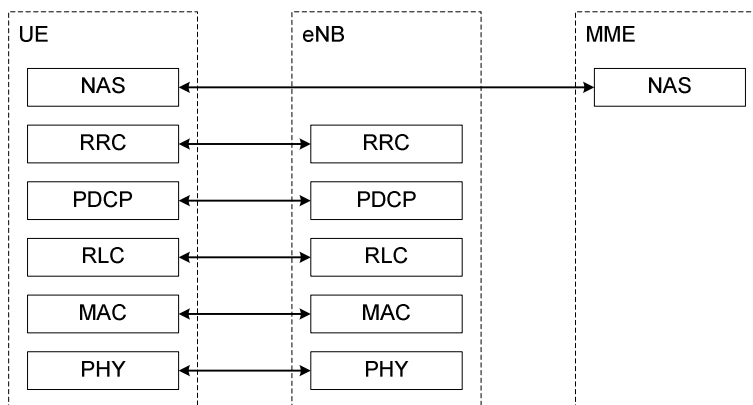 UE eNB MME
NAS NAS
RRC RRC
PDCP PDCP
RLC RLC
MAC MAC
PHY PHY